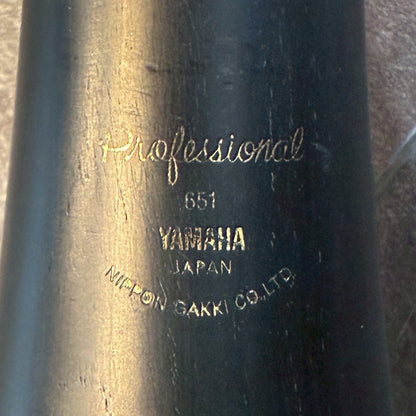 Professional
651
YAMAHA
JAPAN
NIPPON GAKKI CO., LTD.